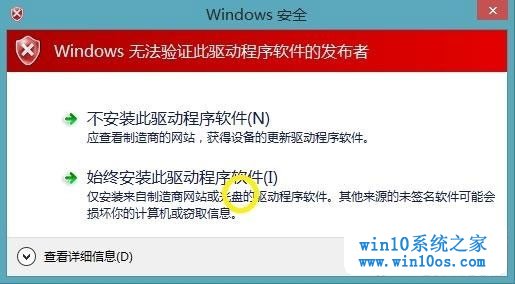 Windows 安全
Windows 无法验证此驱动程序软件的发布者
不安装此驱动程序软件(N)
应查看制造商的网站，获得设备的更新驱动程序软件。
始终安装此驱动程序软件(I)
仅安装来自制造商网站或光盘的驱动程序软件。其他来源的未签名软件可能会
损坏你的计算机或窃取信息。
查看详细信息(D)
win10系统之家
www.win10os.com